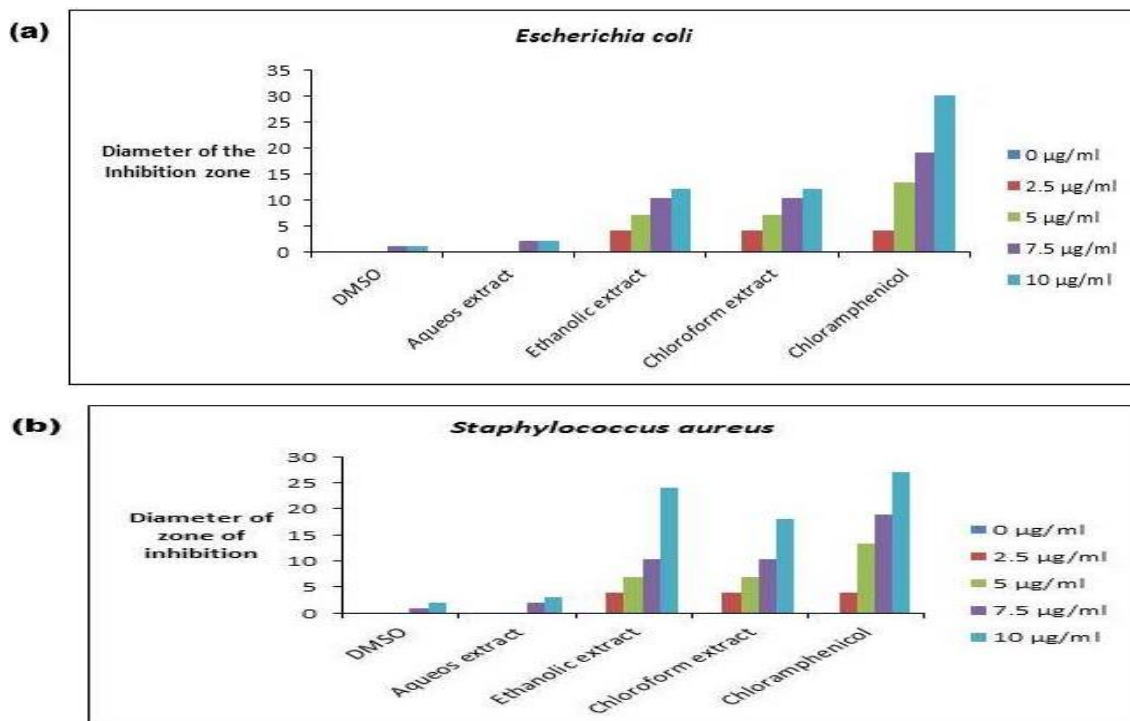 (a)
Escherichia coli
35
30
25
20
15
10
5
0
Diameter of the
Inhibition zone
DMSO
Aqueos extract
Ethanolic extract
Chloroform extract
Chloramphenicol
0 µg/ml
2.5 µg/ml
5 µg/ml
7.5 µg/ml
10 µg/ml
(b)
Staphylococcus aureus
30
25
20
15
10
5
0
Diameter of
zone of
inhibition
DMSO
Aqueos extract
Ethanolic extract
Chloroform extract
Chloramphenicol
0 µg/ml
2.5 µg/ml
5 µg/ml
7.5 µg/ml
10 µg/ml